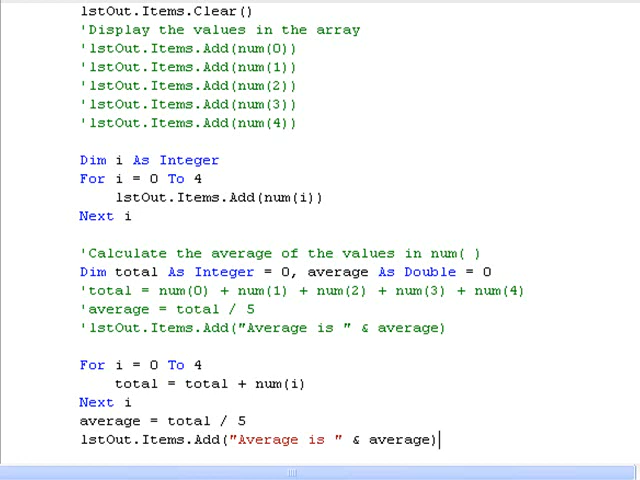 lstOut.Items.Clear()
'Display the values in the array
'lstOut.Items.Add(num(0))
'lstOut.Items.Add(num(1))
'lstOut.Items.Add(num(2))
'lstOut.Items.Add(num(3))
'lstOut.Items.Add(num(4))
Dim i As Integer
For i = 0 To 4
lstOut.Items.Add(num(i))
Next i
'Calculate the average of the values in num( )
Dim total As Integer = 0, average As Double = 0
'total = num(0) + num(1) + num(2) + num(3) + num(4)
'average = total / 5
'lstOut.Items.Add("Average is " & average)
For i = 0 To 4
total = total + num(i)
Next i
average = total / 5
lstOut.Items.Add("Average is " & average)